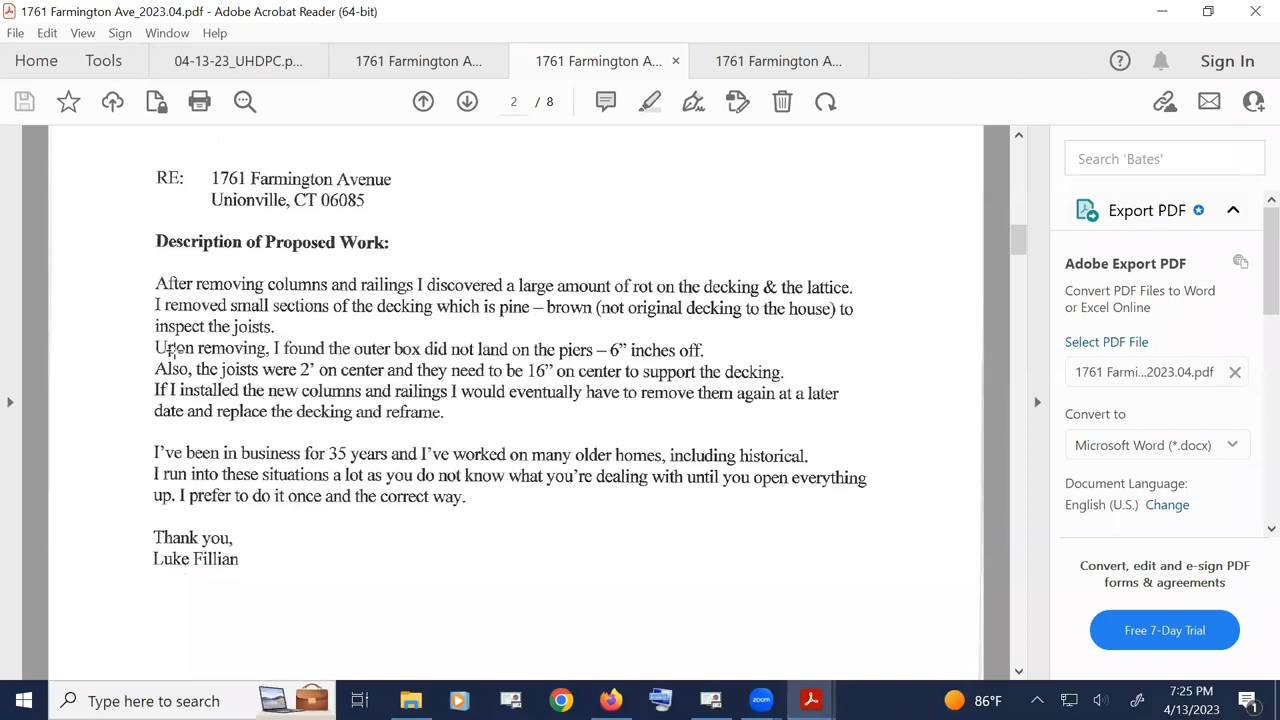 1761 Farmington Ave_2023.04.pdf - Adobe Acrobat Reader (64-bit)
File Edit View Sign Window Help
Home Tools 04-13-23_UHDPC.p... 1761 Farmington A... 1761 Farmington A... × 1761 Farmington A... Sign In
2 / 8
RE: 1761 Farmington Avenue
Unionville, CT 06085
Description of Proposed Work:
After removing columns and railings I discovered a large amount of rot on the decking & the lattice.
I removed small sections of the decking which is pine – brown (not original decking to the house) to
inspect the joists.
Upon removing, I found the outer box did not land on the piers – 6” inches off.
Also, the joists were 2’ on center and they need to be 16” on center to support the decking.
If I installed the new columns and railings I would eventually have to remove them again at a later
date and replace the decking and reframe.
I’ve been in business for 35 years and I’ve worked on many older homes, including historical.
I run into these situations a lot as you do not know what you’re dealing with until you open everything
up. I prefer to do it once and the correct way.
Thank you,
Luke Fillian
Search 'Bates'
Export PDF
Adobe Export PDF
Convert PDF Files to Word
or Excel Online
Select PDF File
1761 Farmi...2023.04.pdf
Convert to
Microsoft Word (*.docx)
Document Language:
English (U.S.) Change
Convert, edit and e-sign PDF
forms & agreements
Free 7-Day Trial
Type here to search
zoom
86°F
7:25 PM
4/13/2023
1